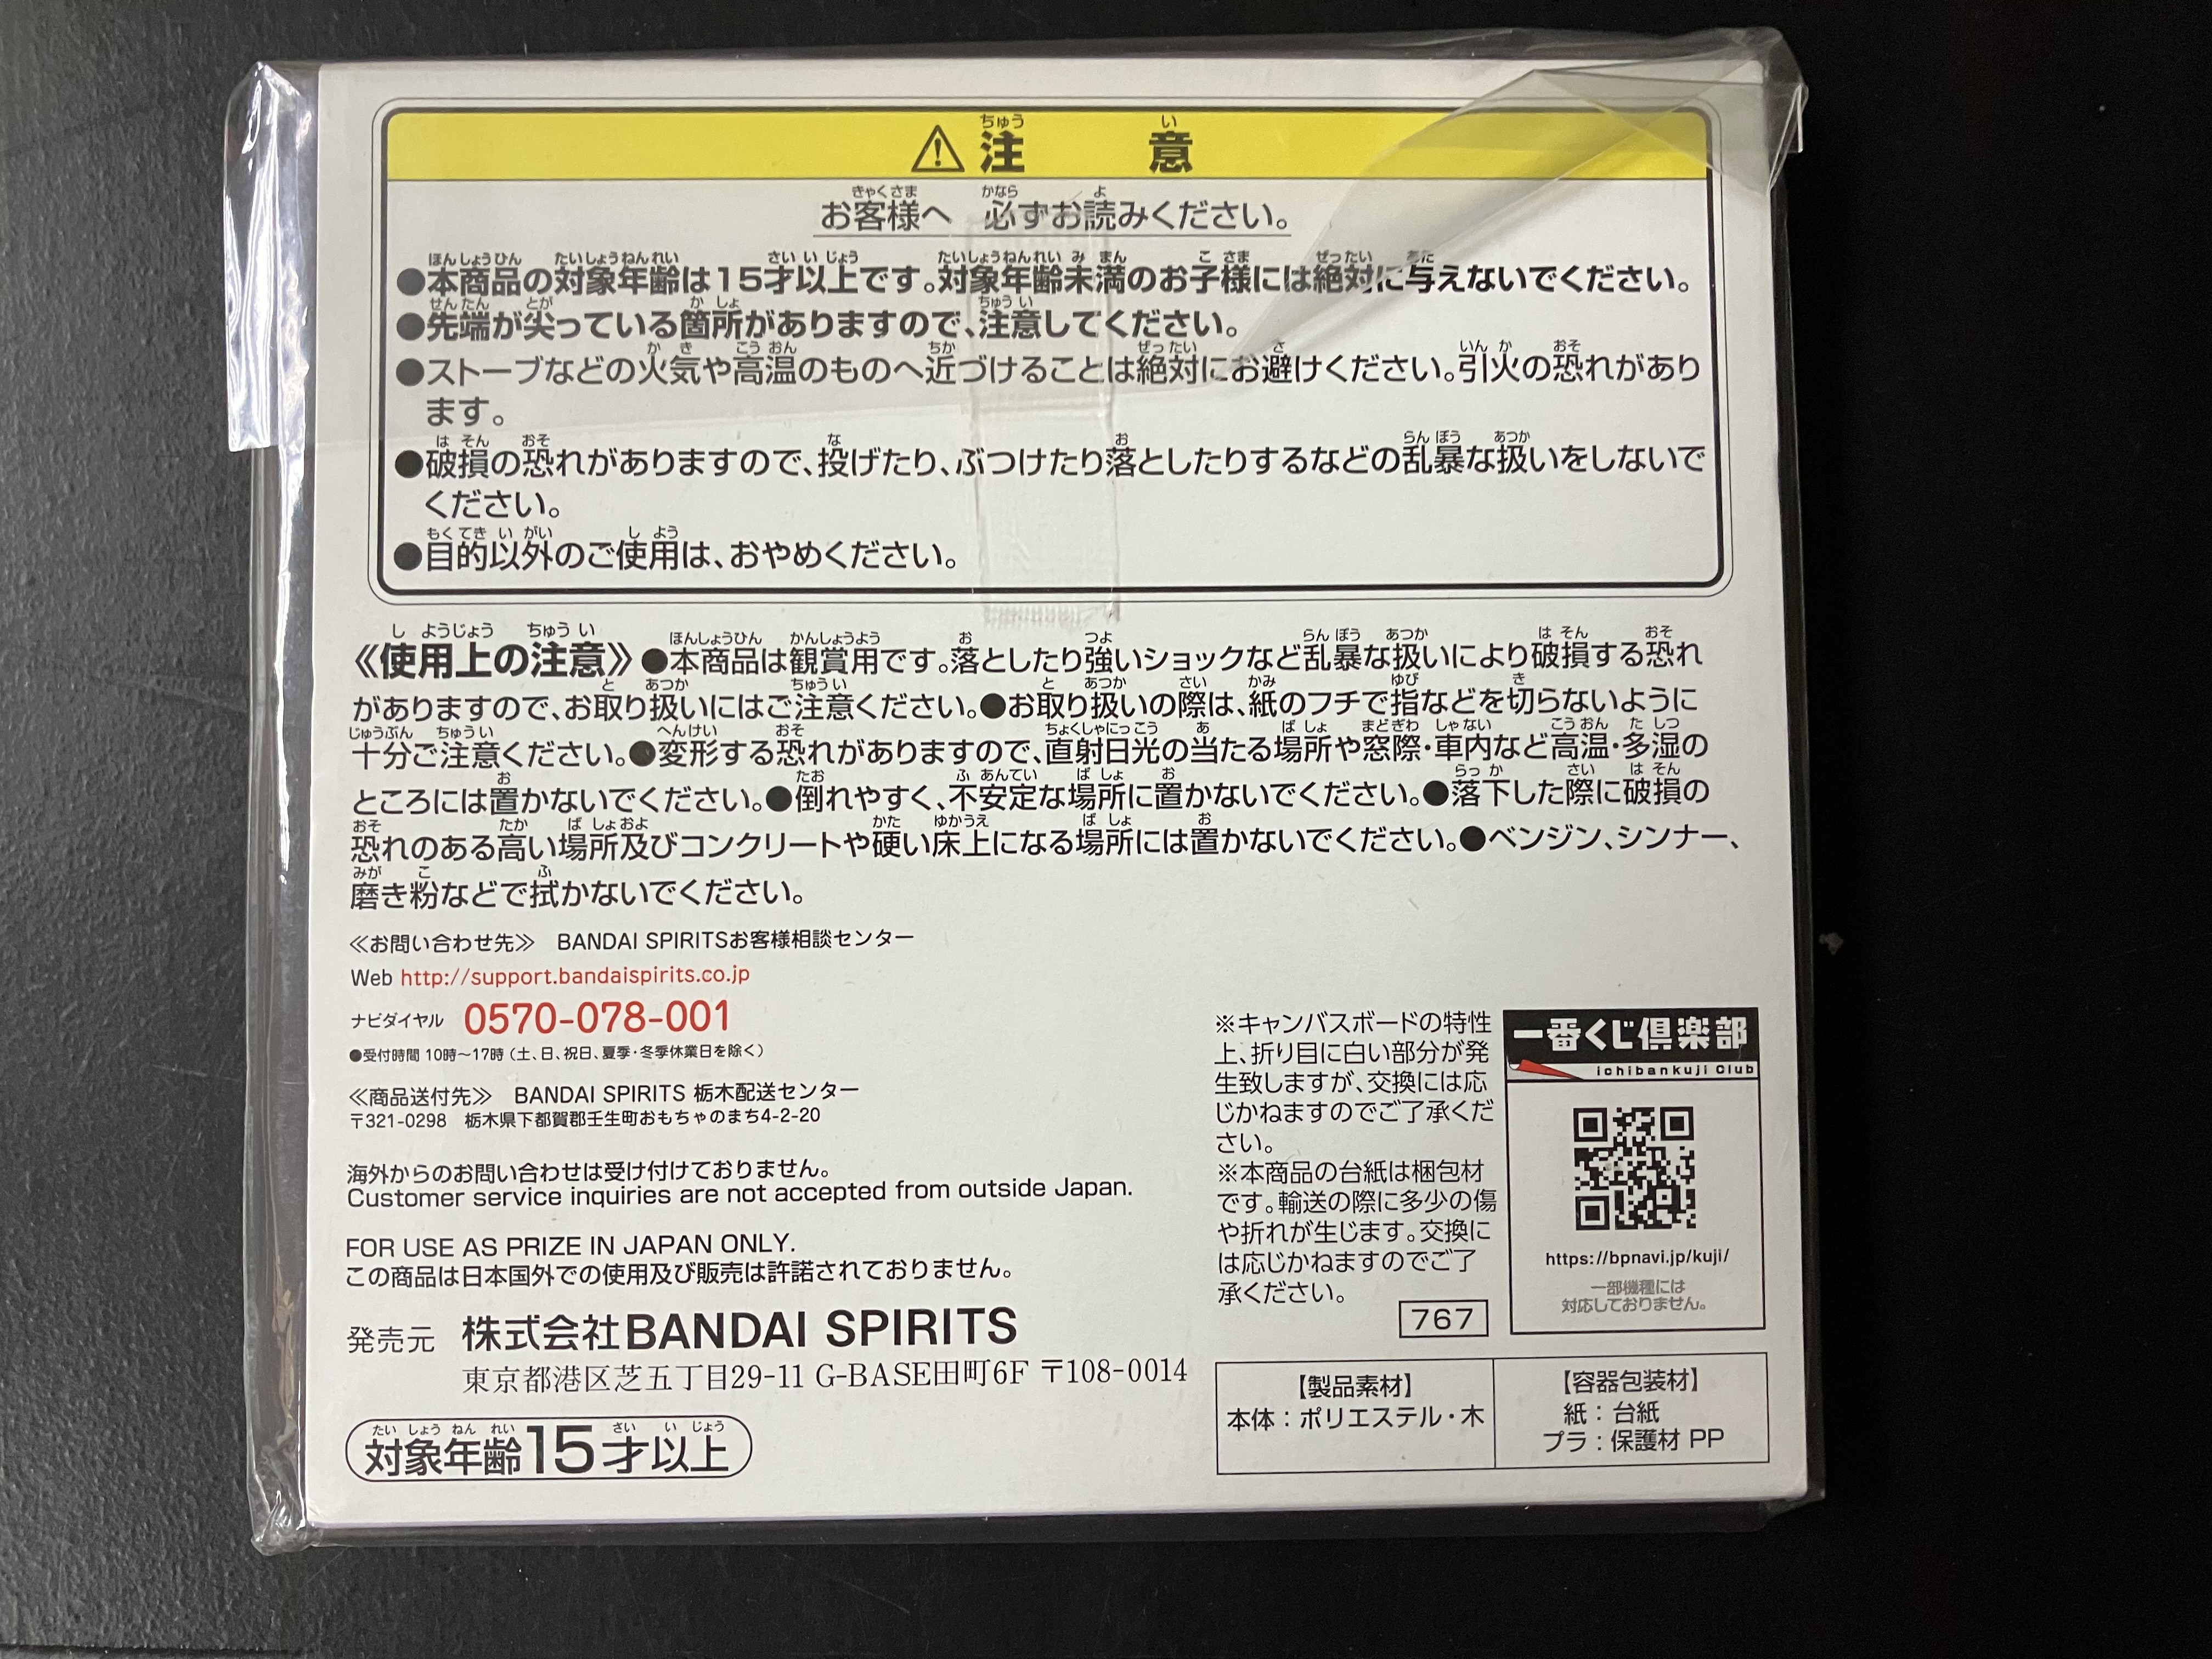 ⚠注意
お客様へ 必ずお読みください。
●本商品の対象年齢は15才以上です。対象年齢未満のお子様には絶対に与えないでください。
●先端が尖っている箇所がありますので、注意してください。
●ストーブなどの火気や高温のものへ近づけることは絶対にお避けください。引火の恐れがあり
ます。
●破損の恐れがありますので、投げたり、ぶつけたり落としたりするなどの乱暴な扱いをしないで
ください。
●目的以外のご使用は、おやめください。
《使用上の注意》●本商品は観賞用です。落としたり強いショックなど乱暴な扱いにより破損する恐れ
がありますので、お取り扱いにはご注意ください。●お取り扱いの際は、紙のフチで指などを切らないように
十分ご注意ください。●変形する恐れがありますので、直射日光の当たる場所や窓際・車内など高温・多湿の
ところには置かないでください。●倒れやすく、不安定な場所に置かないでください。●落下した際に破損の
恐れのある高い場所及びコンクリートや硬い床上になる場所には置かないでください。●ベンジン、シンナー、
磨き粉などで拭かないでください。
≪お問い合わせ先≫ BANDAI SPIRITSお客様相談センター
Web http://support.bandaispirits.co.jp
ナビダイヤル 0570-078-001
●受付時間 10時〜17時（土、日、祝日、夏季・冬季休業日を除く）
≪商品送付先≫ BANDAI SPIRITS 栃木配送センター
〒321-0298 栃木県下都賀郡壬生町おもちゃのまち4-2-20
海外からのお問い合わせは受け付けておりません。
Customer service inquiries are not accepted from outside Japan.
FOR USE AS PRIZE IN JAPAN ONLY.
この商品は日本国外での使用及び販売は許諾されておりません。
発売元 株式会社BANDAI SPIRITS
東京都港区芝五丁目29-11 G-BASE田町6F 〒108-0014
対象年齢15才以上
※キャンバスボードの特性
上、折り目に白い部分が発
生致しますが、交換には応
じかねますのでご了承くだ
さい。
※本商品の台紙は梱包材
です。輸送の際に多少の傷
や折れが生じます。交換に
は応じかねますのでご了
承ください。
767
一番くじ倶楽部
ichibankuji Club
https://bpnavi.jp/kuji/
一部機種には
対応しておりません。
【製品素材】
本体：ポリエステル・木
【容器包装材】
紙：台紙
プラ：保護材 PP